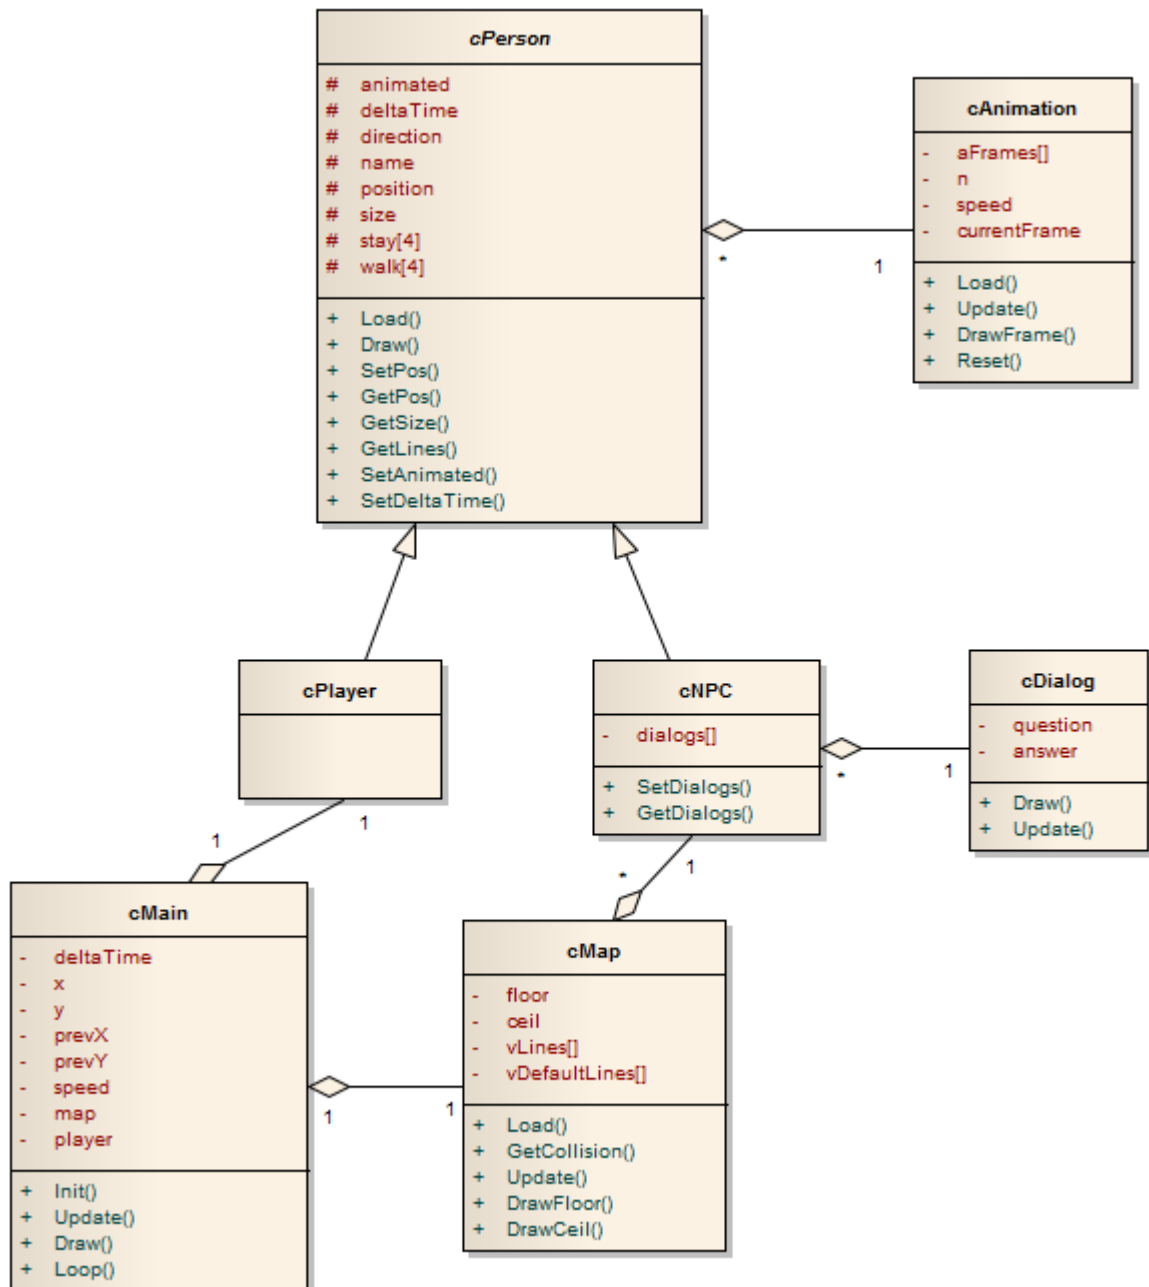 cPerson
# animated
# deltaTime
# direction
# name
# position
# size
# stay[4]
# walk[4]
+ Load()
+ Draw()
+ SetPos()
+ GetPos()
+ GetSize()
+ GetLines()
+ SetAnimated()
+ SetDeltaTime()
cAnimation
- aFrames[]
- n
- speed
- currentFrame
+ Load()
+ Update()
+ DrawFrame()
+ Reset()
* 1
cPlayer
cNPC
- dialogs[]
+ SetDialogs()
+ GetDialogs()
cDialog
- question
- answer
+ Draw()
+ Update()
* 1
1 1
* 1
cMain
- deltaTime
- x
- y
- prevX
- prevY
- speed
- map
- player
+ Init()
+ Update()
+ Draw()
+ Loop()
1 1
cMap
- floor
- ceil
- vLines[]
- vDefaultLines[]
+ Load()
+ GetCollision()
+ Update()
+ DrawFloor()
+ DrawCeil()